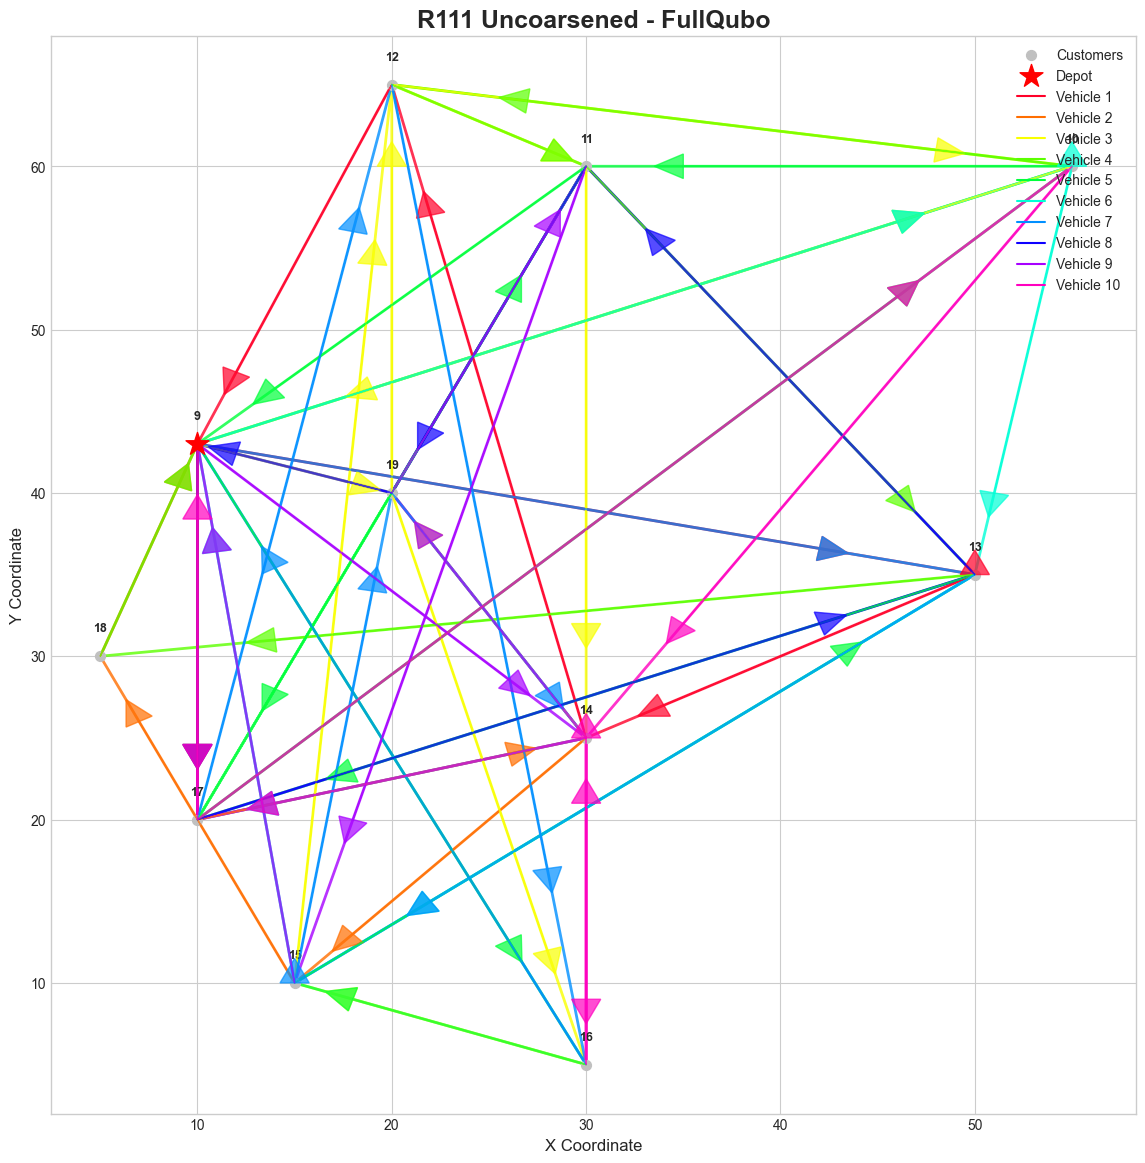 R111 Uncoarsened - FullQubo
12
Customers
Depot
Vehicle 1
Vehicle 2
Vehicle 3
Vehicle 4
Vehicle 5
Vehicle 6
Vehicle 7
Vehicle 8
Vehicle 9
Vehicle 10
11
10
9
19
13
18
14
17
15
16
60
50
40
30
20
10
Y Coordinate
10
20
30
40
50
X Coordinate